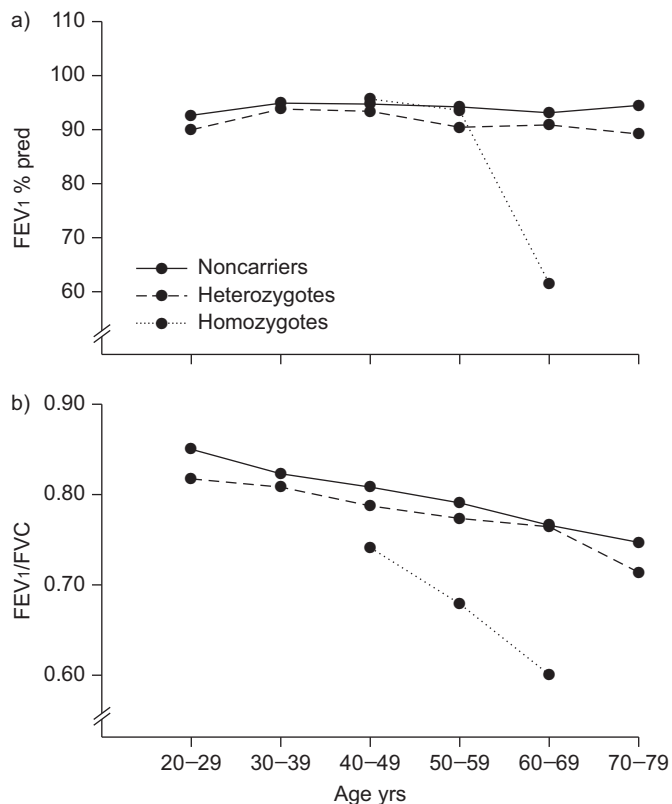 a)
110
100
90
80
70
60
FEV1 % pred
Noncarriers
Heterozygotes
Homozygotes
b)
0.90
0.80
0.70
0.60
FEV1/FVC
20–29 30–39 40–49 50–59 60–69 70–79
Age yrs